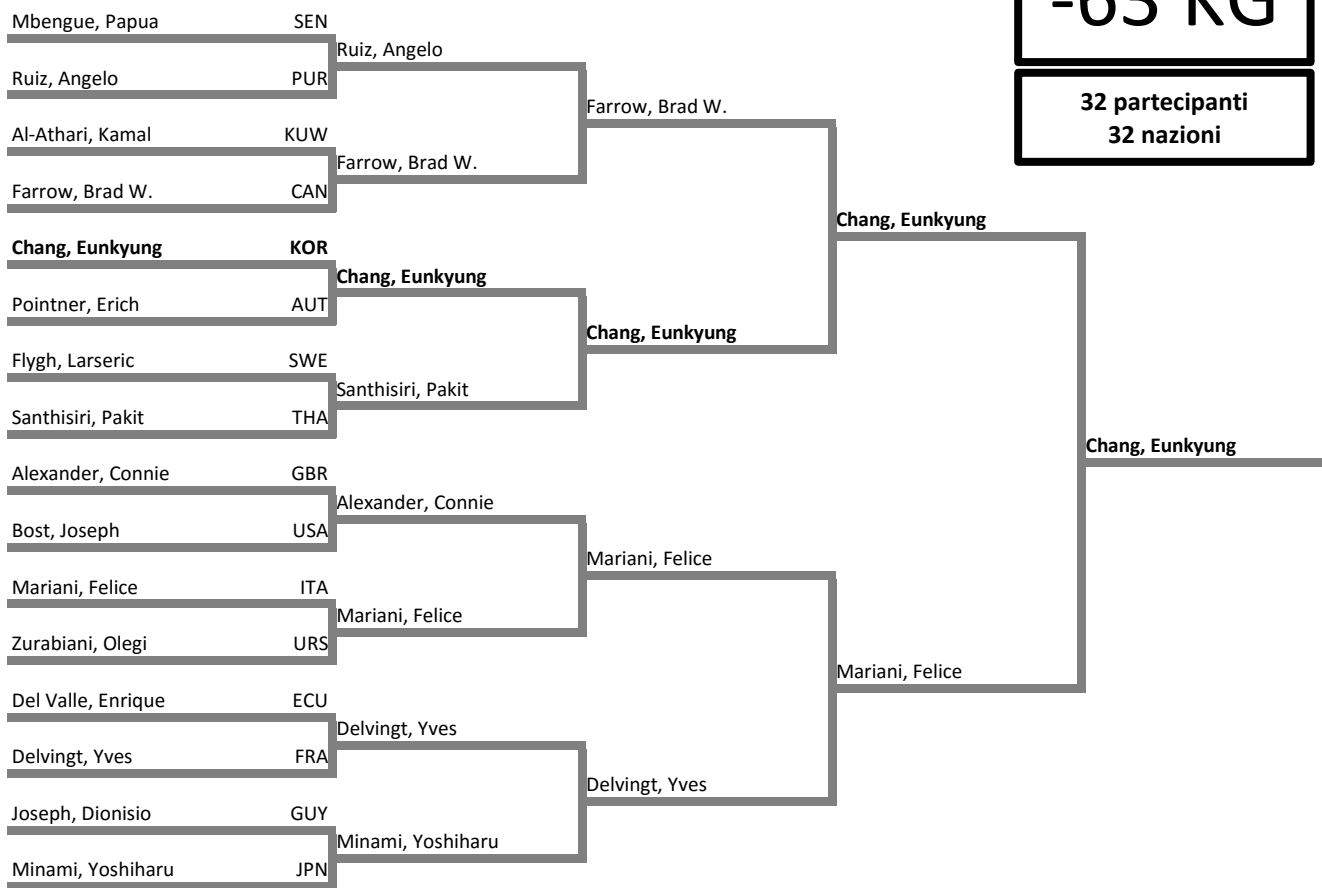 -63 KG
32 partecipanti
32 nazioni
Mbengue, Papua SEN
Ruiz, Angelo
Ruiz, Angelo PUR
Farrow, Brad W.
Al-Athari, Kamal KUW
Farrow, Brad W.
Farrow, Brad W. CAN
Chang, Eunkyung
Chang, Eunkyung KOR
Chang, Eunkyung
Pointner, Erich AUT
Chang, Eunkyung
Flygh, Larseric SWE
Santhisiri, Pakit
Santhisiri, Pakit THA
Chang, Eunkyung
Alexander, Connie GBR
Alexander, Connie
Bost, Joseph USA
Mariani, Felice
Mariani, Felice ITA
Mariani, Felice
Zurabiani, Olegi URS
Mariani, Felice
Del Valle, Enrique ECU
Delvingt, Yves
Delvingt, Yves FRA
Delvingt, Yves
Joseph, Dionisio GUY
Minami, Yoshiharu
Minami, Yoshiharu JPN